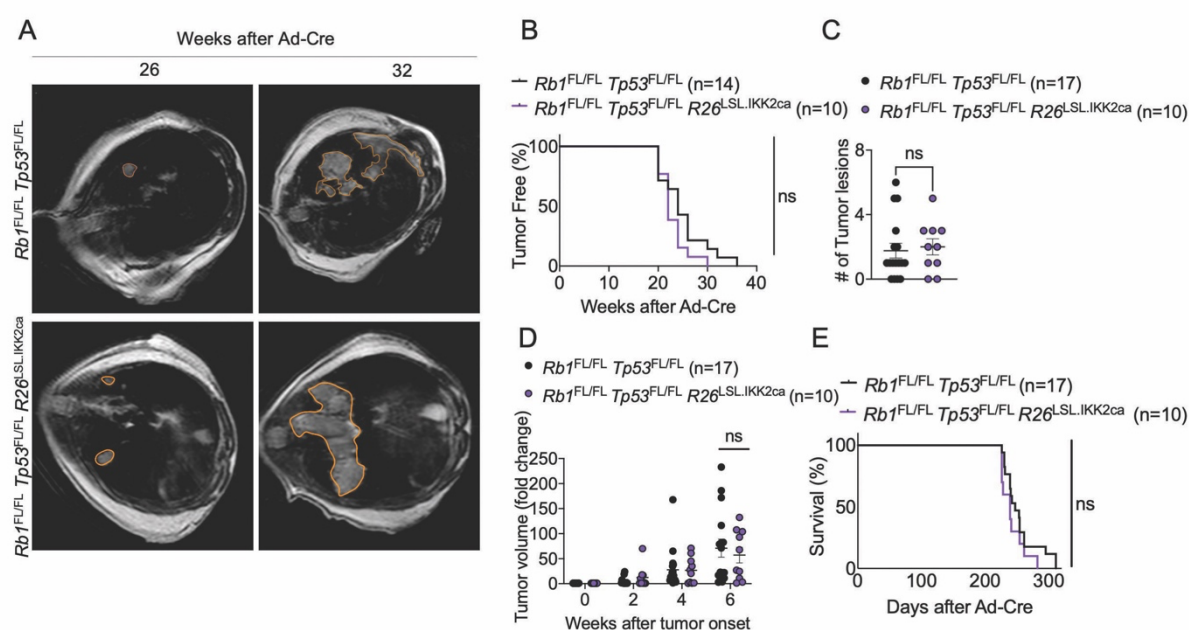 A
Weeks after Ad-Cre
26 32
Rb1FL/FL Tp53FL/FL
Rb1FL/FL Tp53FL/FL R26LSL.IKK2ca
B
Rb1FL/FL Tp53FL/FL (n=14)
Rb1FL/FL Tp53FL/FL R26LSL.IKK2ca (n=10)
Tumor Free (%)
100
50
0
0 10 20 30 40
Weeks after Ad-Cre
ns
C
Rb1FL/FL Tp53FL/FL (n=17)
Rb1FL/FL Tp53FL/FL R26LSL.IKK2ca (n=10)
ns
# of Tumor lesions
8
4
0
D
Rb1FL/FL Tp53FL/FL (n=17)
Rb1FL/FL Tp53FL/FL R26LSL.IKK2ca (n=10)
ns
Tumor volume (fold change)
250
200
150
100
50
0
0 2 4 6
Weeks after tumor onset
E
Rb1FL/FL Tp53FL/FL (n=17)
Rb1FL/FL Tp53FL/FL R26LSL.IKK2ca (n=10)
Survival (%)
100
50
0
0 100 200 300
Days after Ad-Cre
ns